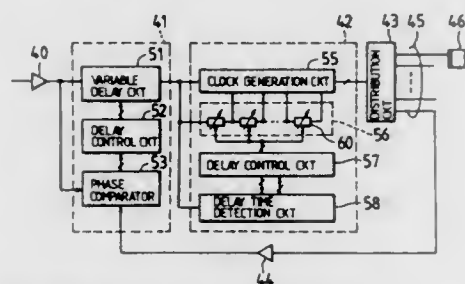 41
42
43
45
46
40
51
VARIABLE
DELAY CKT
52
DELAY
CONTROL CKT
53
PHASE
COMPARATOR
55
CLOCK GENERATION CKT
56
60
DELAY CONTROL CKT
57
DELAY TIME
DETECTION CKT
58
DISTRIBUTION
CKT
44